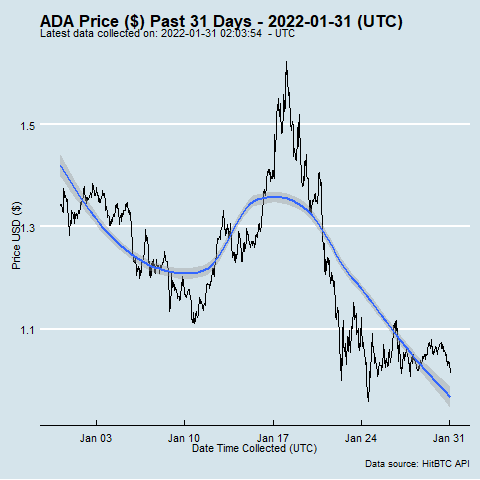 ADA Price ($) Past 31 Days - 2022-01-31 (UTC)
Latest data collected on: 2022-01-31 02:03:54 - UTC
1.5
1.3
1.1
Price USD ($)
Jan 03 Jan 10 Jan 17 Jan 24 Jan 31
Date Time Collected (UTC)
Data source: HitBTC API